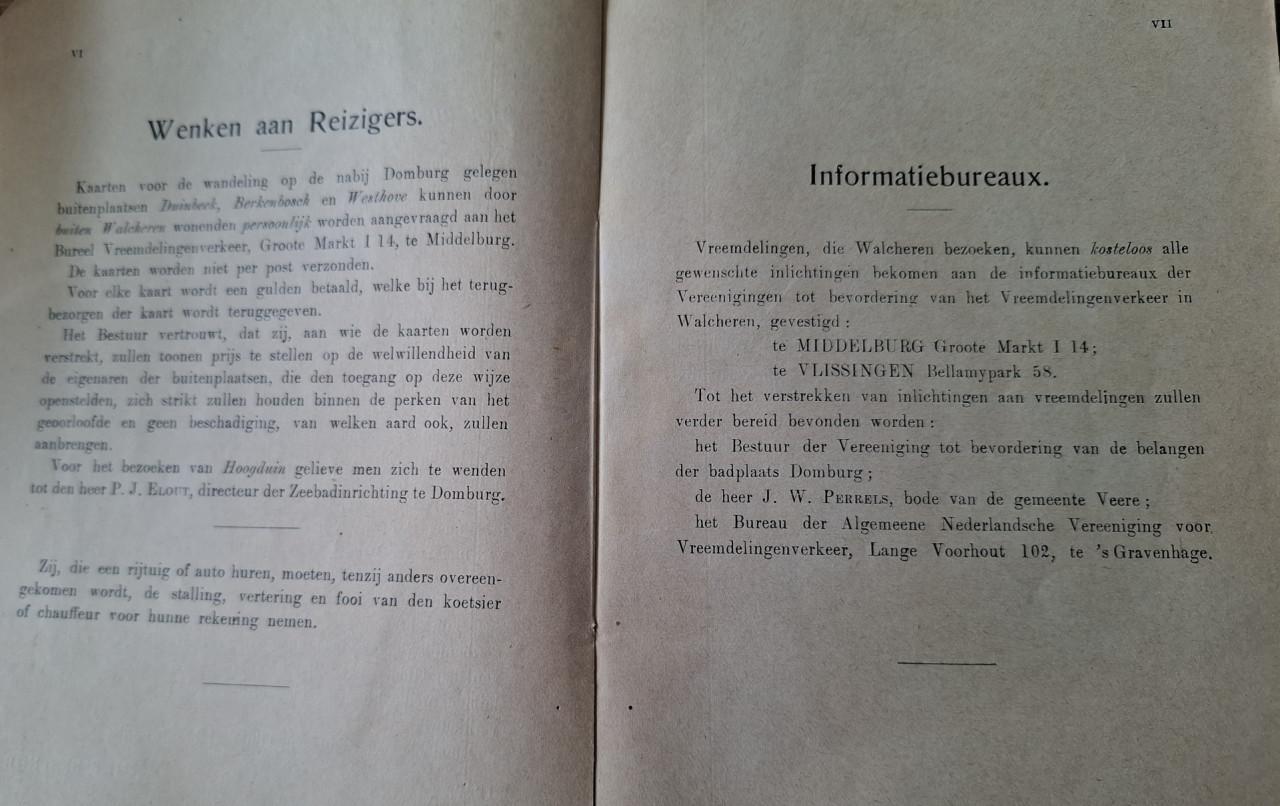 VI
Wenken aan Reizigers.
Kaarten voor de wandeling op de nabij Domburg gelegen
buitenplaatsen Duinbeek, Berkenbosch en Westhove kunnen door
buiten Walcheren wonenden persoonlijk worden aangevraagd aan het
Bureel Vreemdelingenverkeer, Groote Markt I 14, te Middelburg.
De kaarten worden niet per post verzonden.
Voor elke kaart wordt een gulden betaald, welke bij het terug-
bezorgen der kaart wordt teruggegeven.
Het Bestuur vertrouwt, dat zij, aan wie de kaarten worden
verstrekt, zullen toonen prijs te stellen op de welwillendheid van
de eigenaren der buitenplaatsen, die den toegang op deze wijze
openstelden, zich strikt zullen houden binnen de perken van het
geoorloofde en geen beschadiging, van welken aard ook, zullen
aanbrengen.
Voor het bezoeken van Hoogduin gelieve men zich te wenden
tot den heer P. J. ELOUT, directeur der Zeebadinrichting te Domburg.
Zij, die een rijtuig of auto huren, moeten, tenzij anders overeen-
gekomen wordt, de stalling, vertering en fooi van den koetsier
of chauffeur voor hunne rekening nemen.
VII
Informatiebureaux.
Vreemdelingen, die Walcheren bezoeken, kunnen kosteloos alle
gewenschte inlichtingen bekomen aan de informatiebureaux der
Vereenigingen tot bevordering van het Vreemdelingenverkeer in
Walcheren, gevestigd :
te MIDDELBURG Groote Markt I 14;
te VLISSINGEN Bellamypark 58.
Tot het verstrekken van inlichtingen aan vreemdelingen zullen
verder bereid bevonden worden :
het Bestuur der Vereeniging tot bevordering van de belangen
der badplaats Domburg ;
de heer J. W. PERRELS, bode van de gemeente Veere ;
het Bureau der Algemeene Nederlandsche Vereeniging voor
Vreemdelingenverkeer, Lange Voorhout 102, te 's Gravenhage.